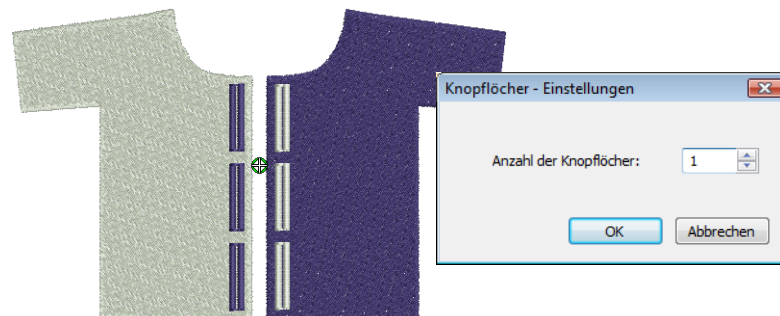 Knopflöcher - Einstellungen
Anzahl der Knopflöcher: 1
OK Abbrechen